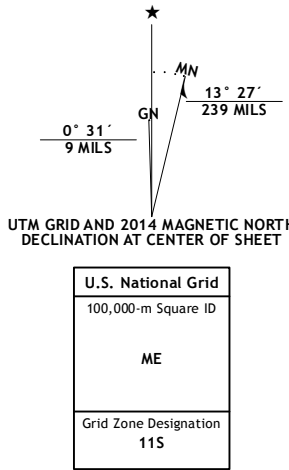 ★
MN
GN
13° 27´
239 MILS
0° 31´
9 MILS
UTM GRID AND 2014 MAGNETIC NORTH
DECLINATION AT CENTER OF SHEET
U.S. National Grid
100,000-m Square ID
ME
Grid Zone Designation
11S